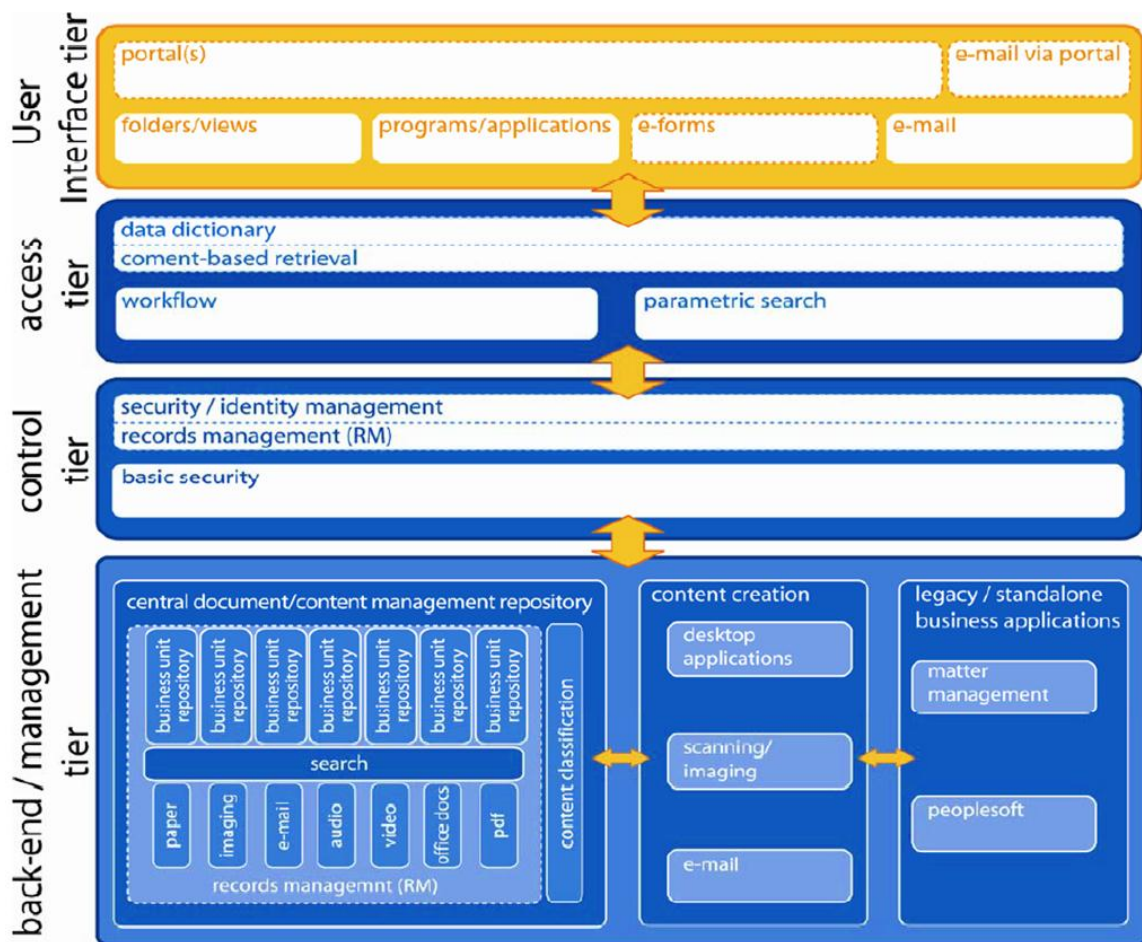 User
Interface tier
portal(s)
e-mail via portal
folders/views
programs/applications
e-forms
e-mail
access
tier
data dictionary
coment-based retrieval
workflow
parametric search
control
tier
security / identity management
records management (RM)
basic security
back-end / management
tier
central document/content management repository
business unit
repository
business unit
repository
business unit
repository
business unit
repository
business unit
repository
business unit
repository
business unit
repository
search
paper
imaging
e-mail
audio
video
office docs
pdf
records managemnt (RM)
content classification
content creation
desktop
applications
scanning/
imaging
e-mail
legacy / standalone
business applications
matter
management
peoplesoft